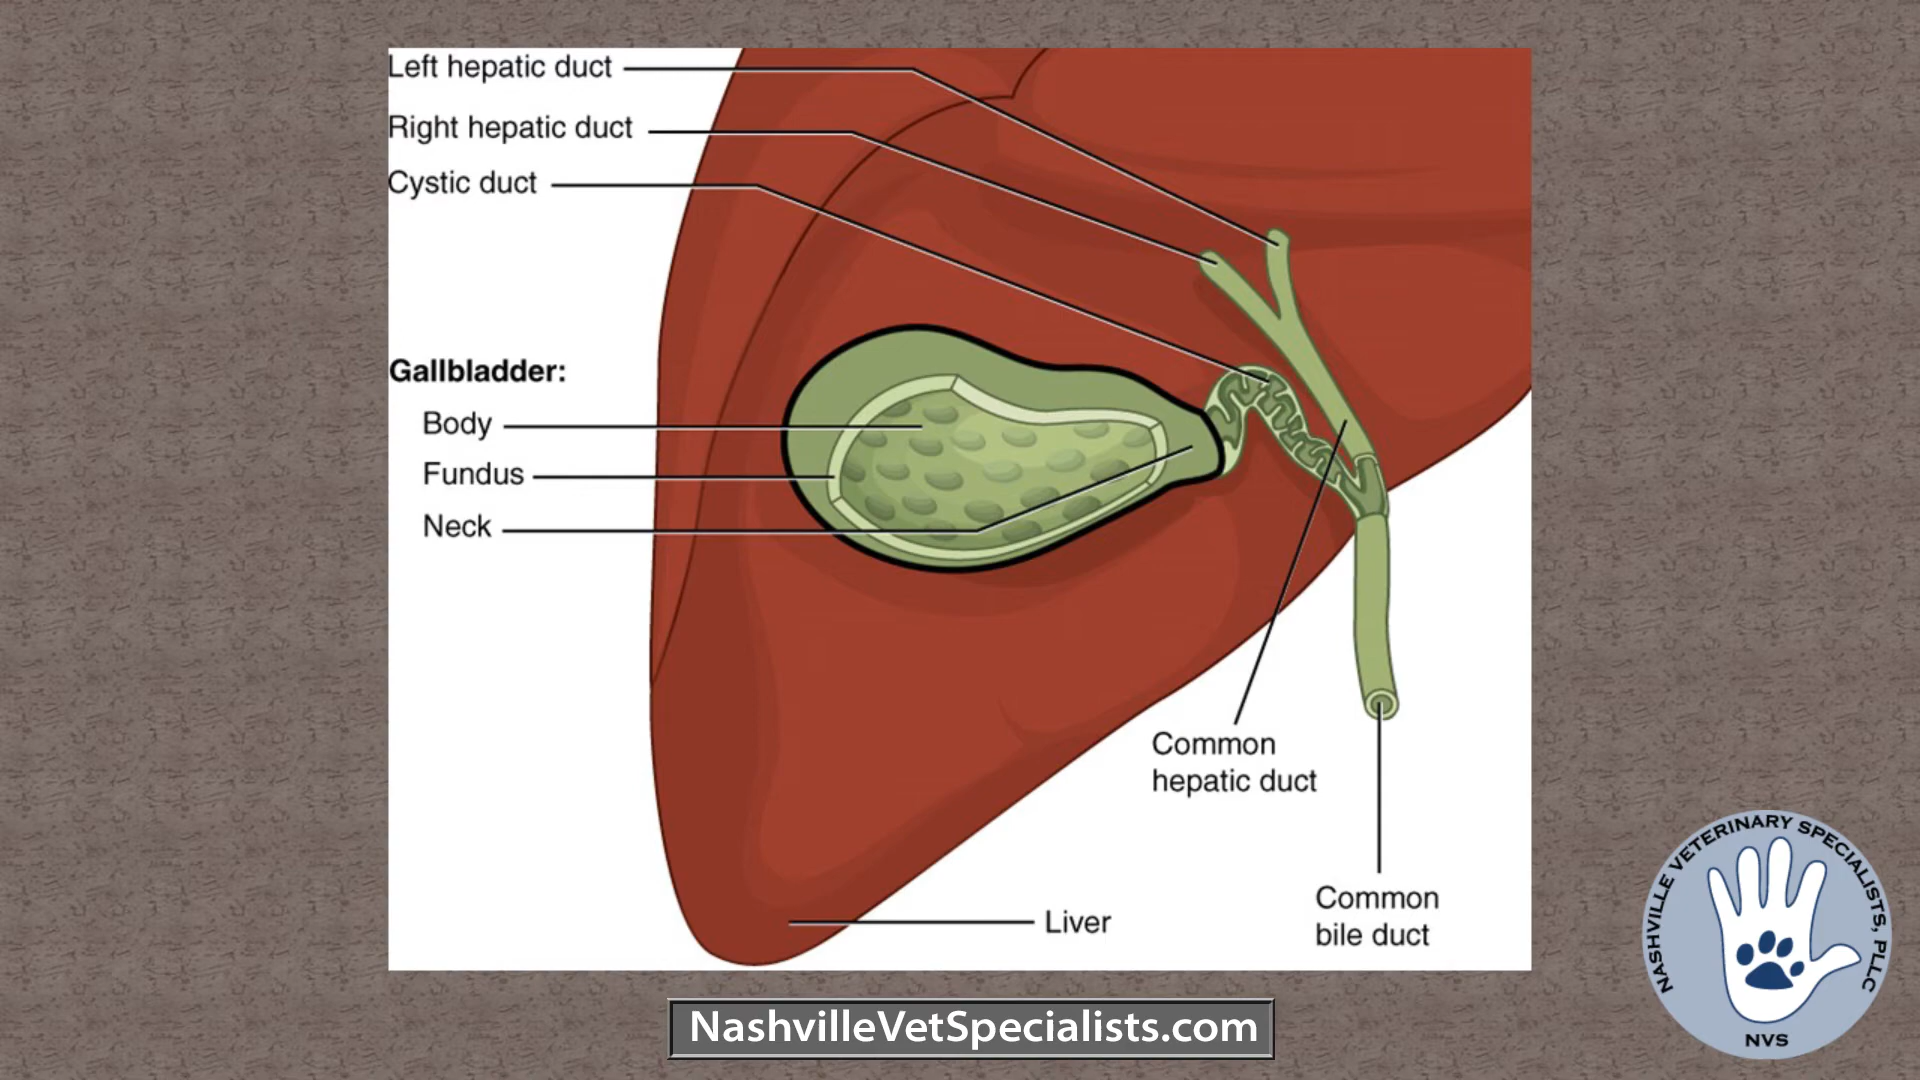 Left hepatic duct
Right hepatic duct
Cystic duct
Gallbladder:
Body
Fundus
Neck
Common
hepatic duct
Common
bile duct
Liver
NASHVILLE VETERINARY SPECIALISTS, PLLC
NVS
NashvilleVetSpecialists.com